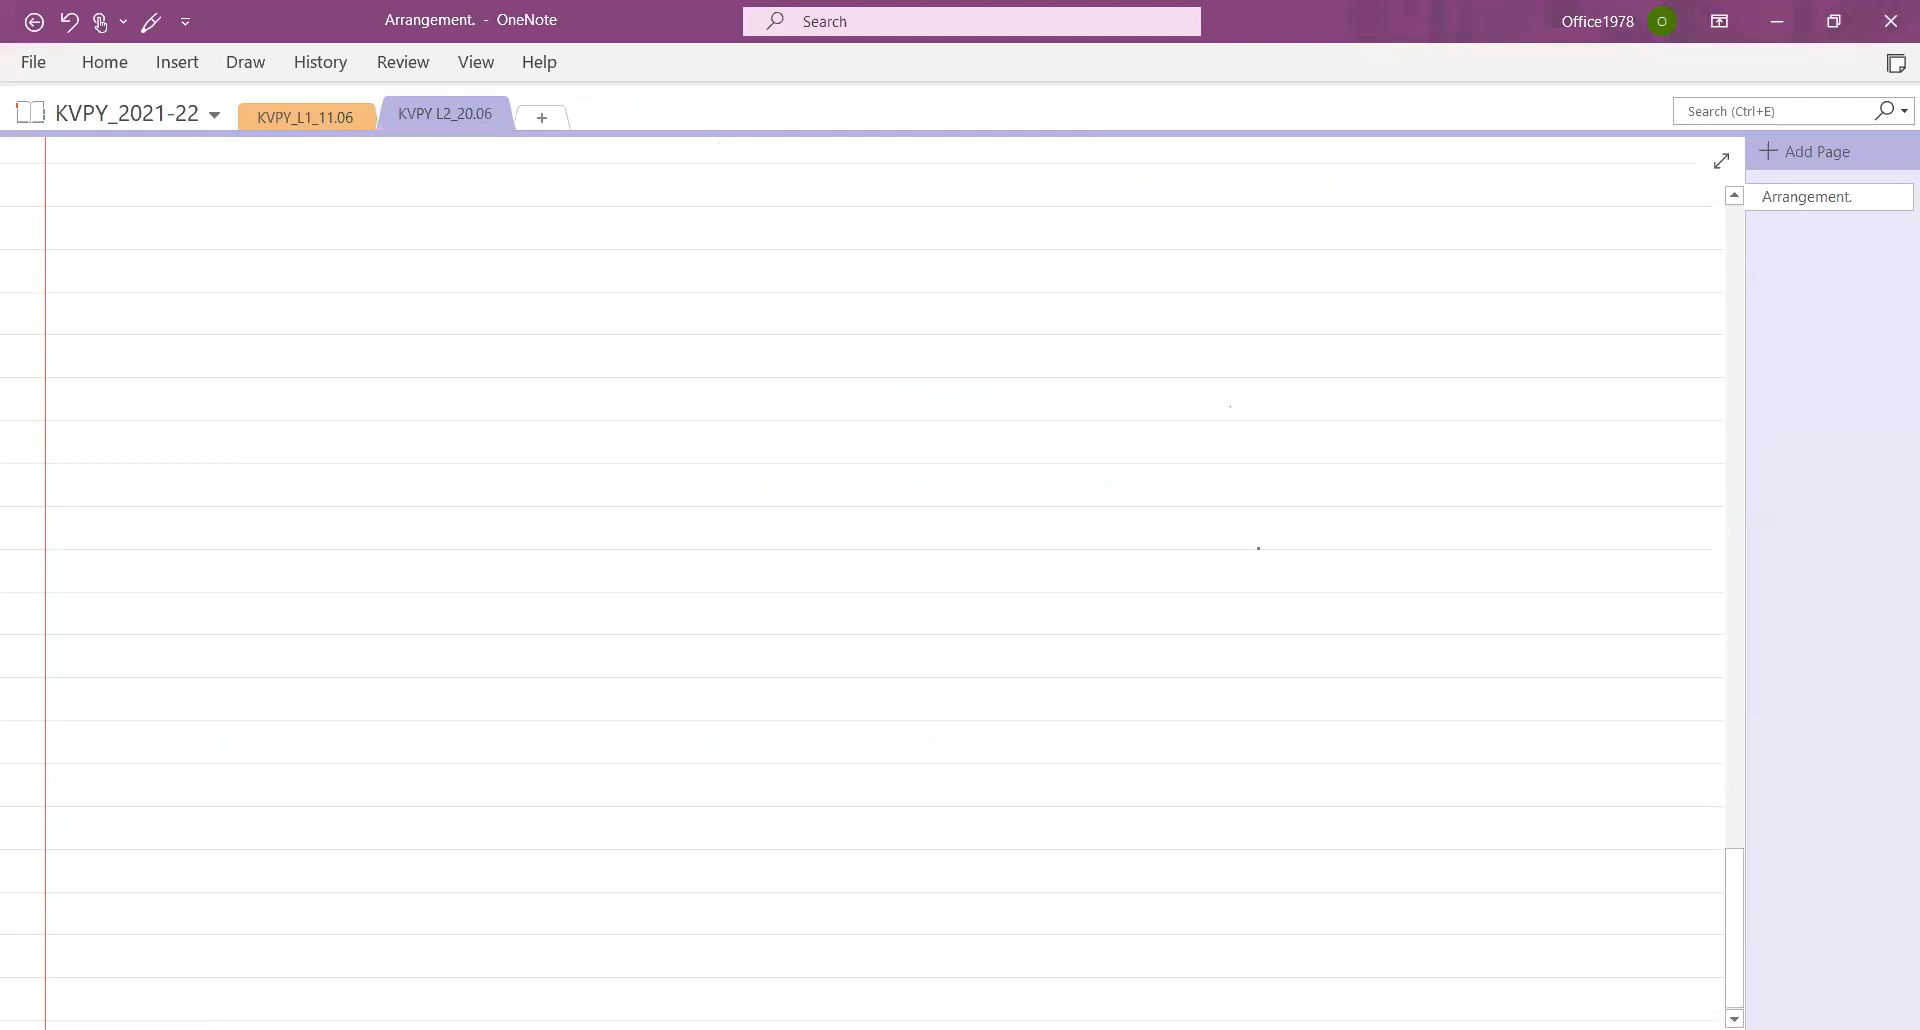 Arrangement. - OneNote
Search
Office1978
O
File Home Insert Draw History Review View Help
KVPY_2021-22
KVPY_L1_11.06
KVPY L2_20.06
Search (Ctrl+E)
Add Page
Arrangement.